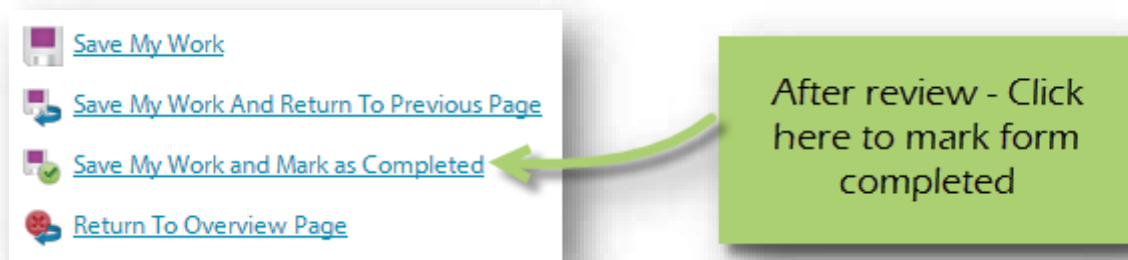 Save My Work
Save My Work And Return To Previous Page
Save My Work and Mark as Completed
Return To Overview Page
After review - Click
here to mark form
completed